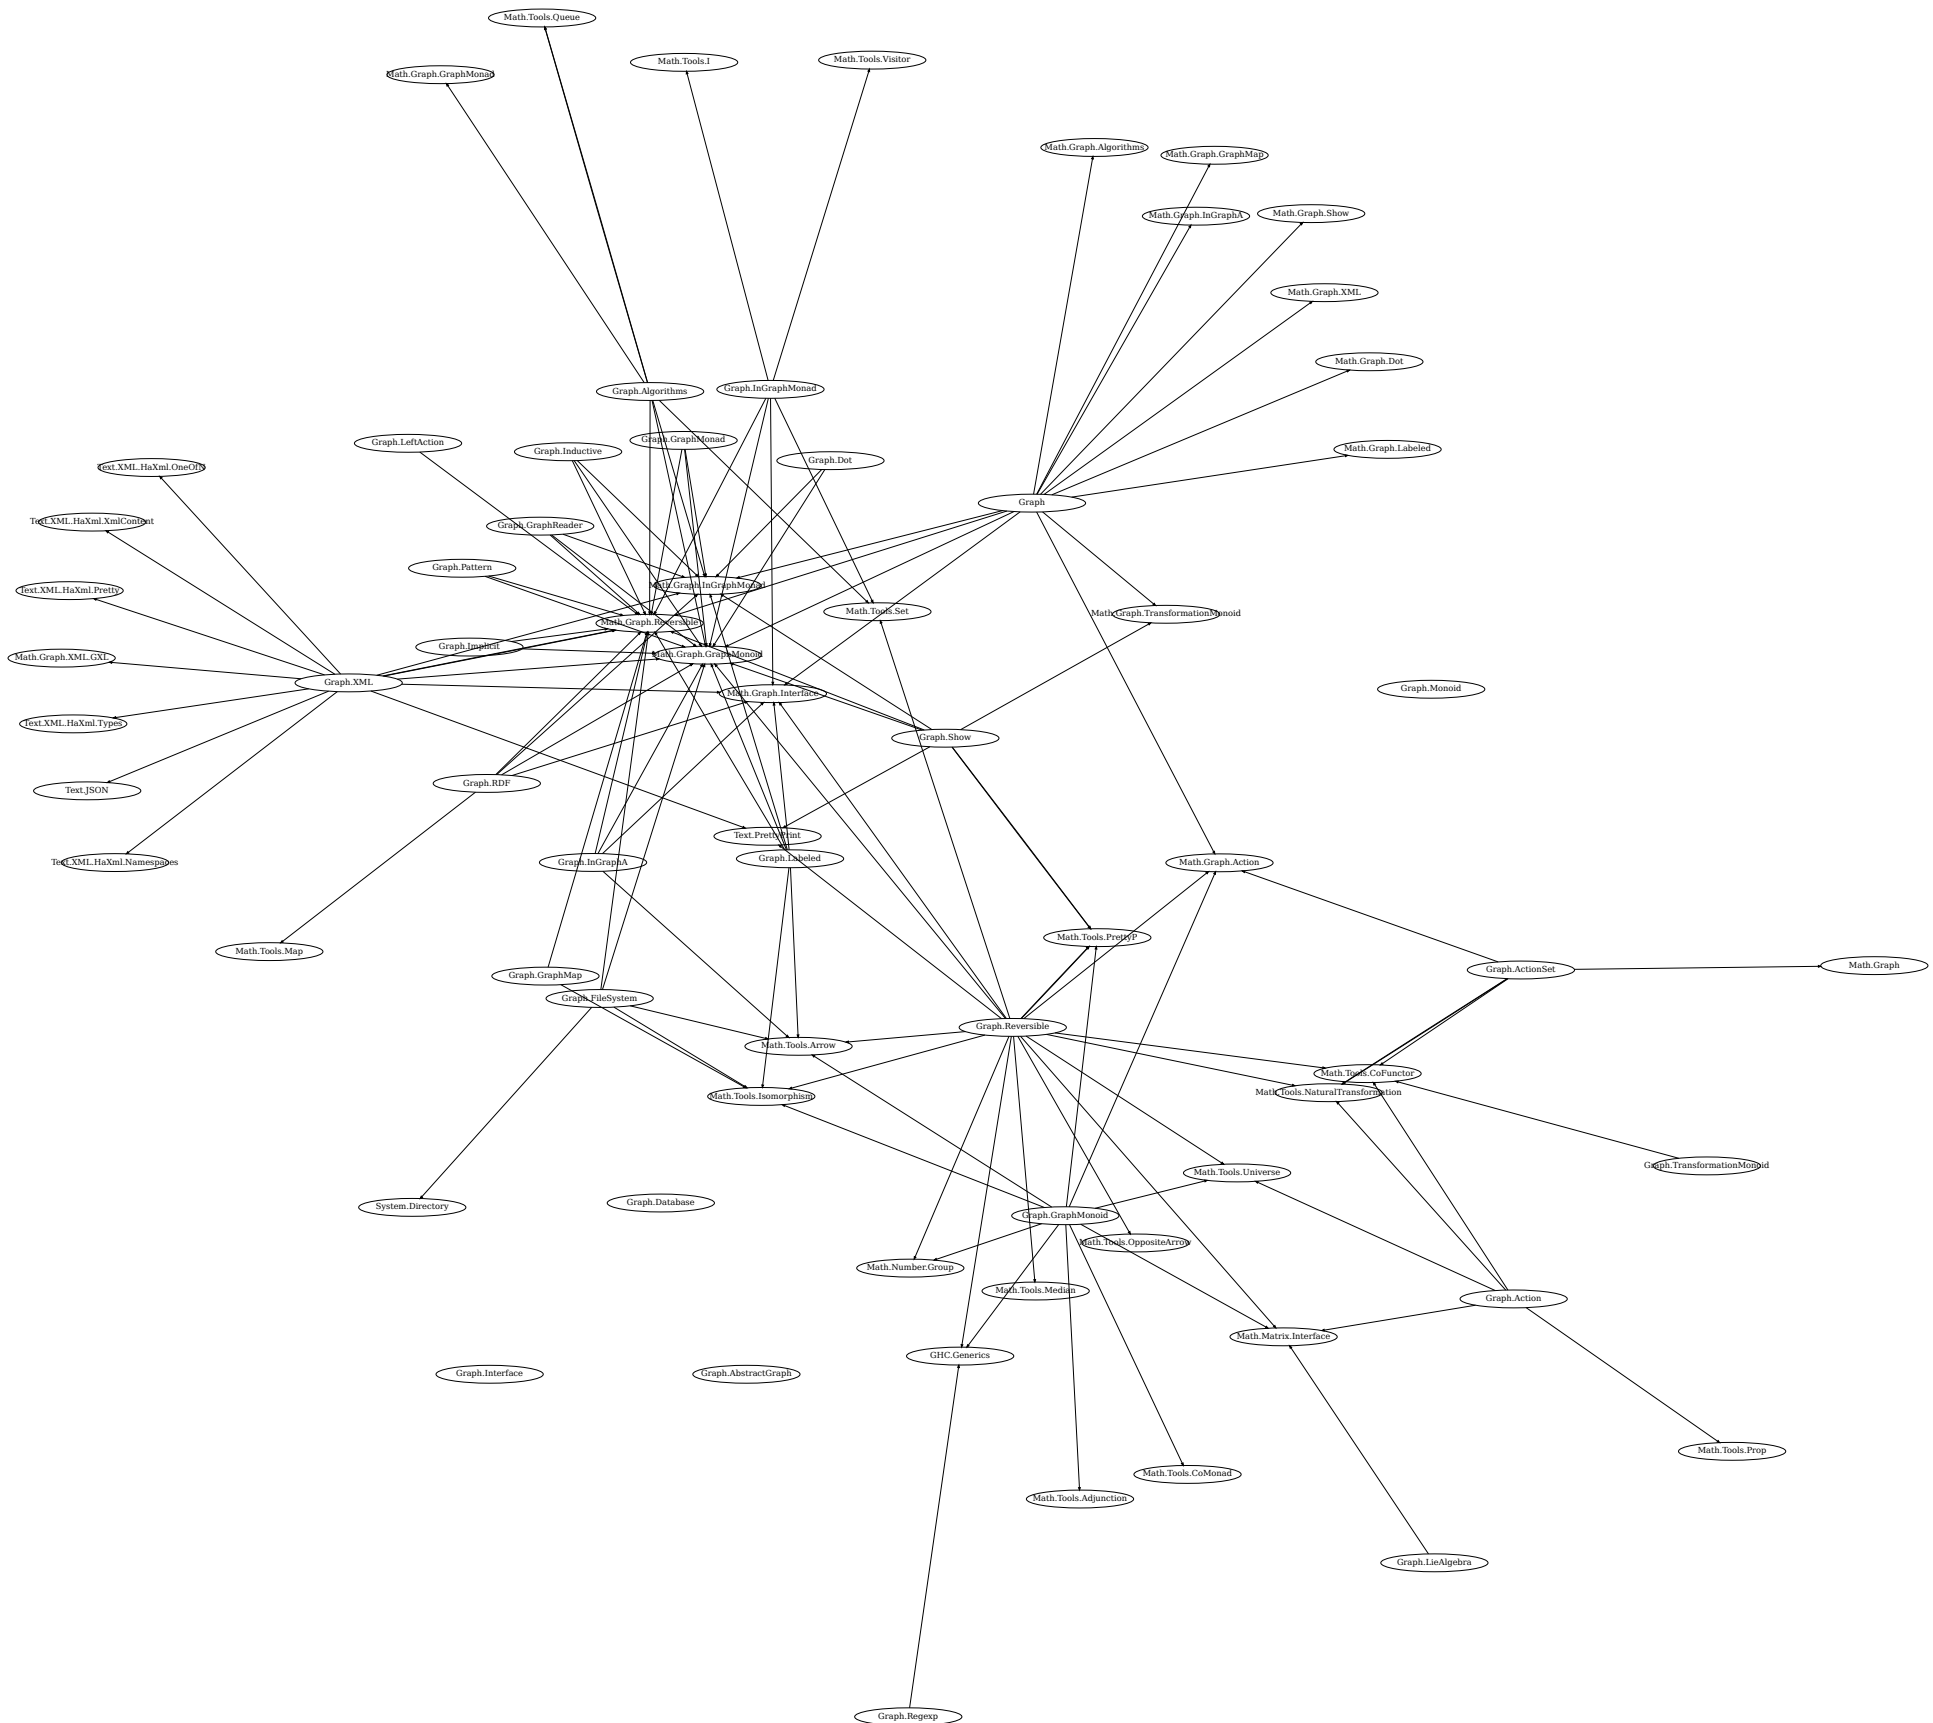 Math.Tools.Queue
Math.Tools.I
Math.Tools.Visitor
Math.Graph.GraphMonad
Math.Graph.Algorithms
Math.Graph.GraphMap
Math.Graph.InGraphA
Math.Graph.Show
Math.Graph.XML
Math.Graph.Dot
Graph.Algorithms
Graph.InGraphMonad
Graph.LeftAction
Graph.GraphMonad
Graph.Inductive
Graph.Dot
Math.Graph.Labeled
Text.XML.HaXml.OneOfN
Graph
Text.XML.HaXml.XmlContent
Graph.GraphReader
Graph.Pattern
Math.Graph.InGraphMonad
Text.XML.HaXml.Pretty
Math.Tools.Set
Math.Graph.TransformationMonoid
Math.Graph.Reversible
Graph.Implicit
Math.Graph.GraphMonoid
Math.Graph.XML.GXL
Graph.XML
Math.Graph.Interface
Graph.Monoid
Text.XML.HaXml.Types
Graph.Show
Graph.RDF
Text.JSON
Text.PrettyPrint
Graph.Labeled
Text.XML.HaXml.Namespaces
Graph.InGraphA
Math.Graph.Action
Math.Tools.PrettyP
Math.Tools.Map
Graph.ActionSet
Math.Graph
Graph.GraphMap
Graph.FileSystem
Graph.Reversible
Math.Tools.Arrow
Math.Tools.CoFunctor
Math.Tools.NaturalTransformation
Math.Tools.Isomorphism
Graph.TransformationMonoid
Math.Tools.Universe
System.Directory
Graph.Database
Graph.GraphMonoid
Math.Tools.OppositeArrow
Math.Number.Group
Math.Tools.Median
Graph.Action
Math.Matrix.Interface
GHC.Generics
Graph.Interface
Graph.AbstractGraph
Math.Tools.Prop
Math.Tools.CoMonad
Math.Tools.Adjunction
Graph.LieAlgebra
Graph.Regexp